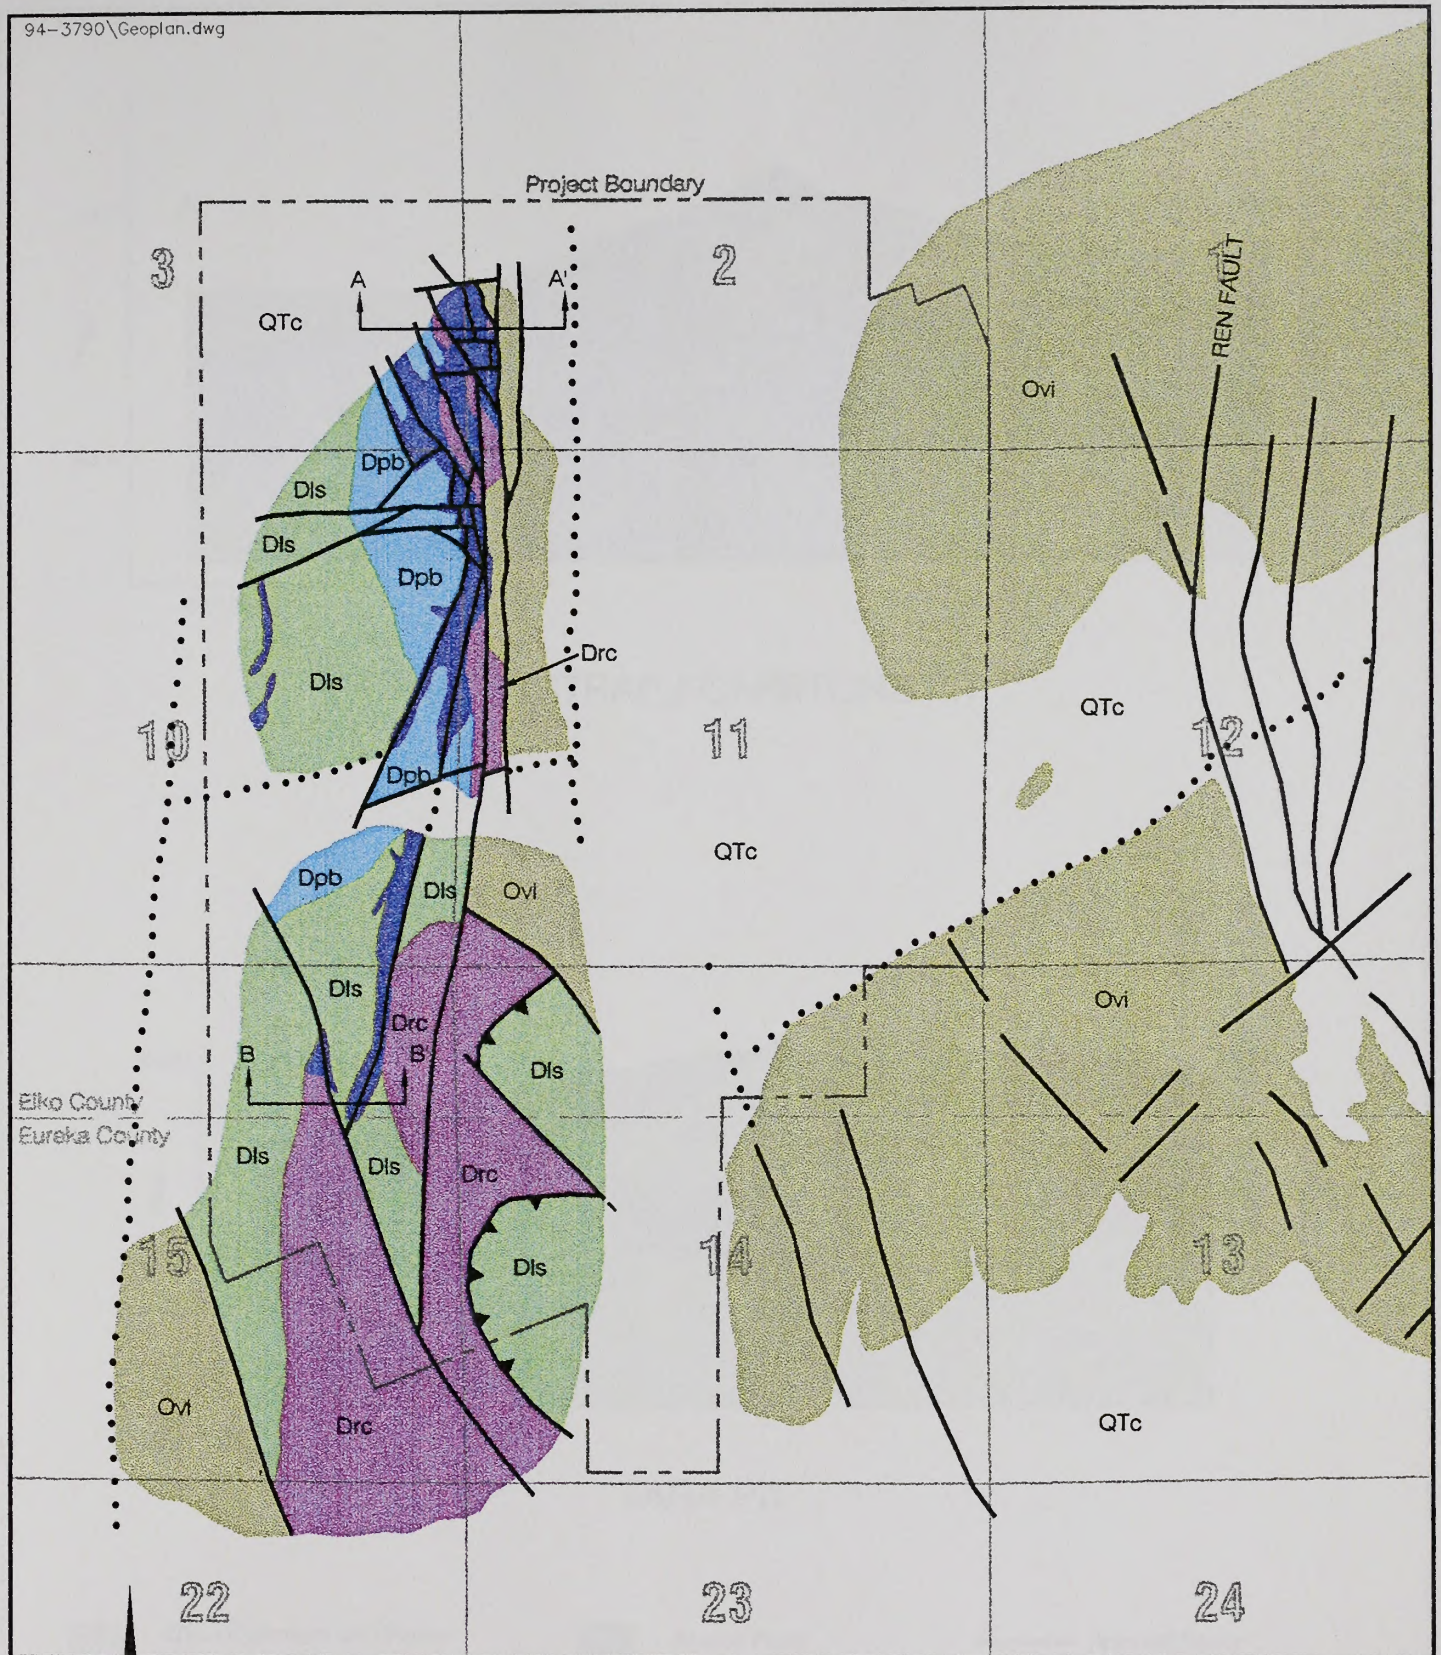 94-3790\Geoplan.dwg
Project Boundary
3
2
1
REN FAULT
A
A'
QTc
Ovi
Dpb
Dls
Dls
Dpb
Drc
Dls
QTc
10
11
12
Dpb
QTc
Dpb
Dls
Ovi
Dls
Ovi
Drc
B
B'
Dls
Elko County
Eureka County
Dls
Dls
Drc
15
14
13
Dls
Ovi
Drc
QTc
22
23
24